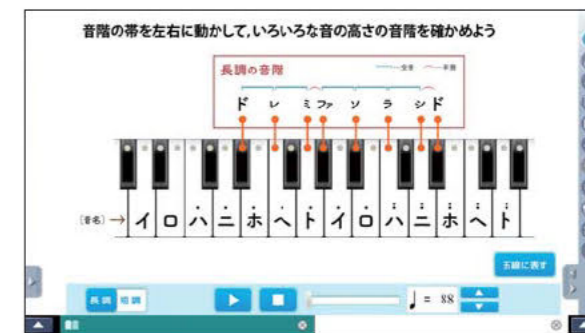 音階の帯を左右に動かして,いろいろな音の高さの音階を確かめよう
長調の音階 全音 半音
ド レ ミ ファ ソ ラ シ ド
(音名)→ イ ロ ハ ニ ホ ヘ ト イ ロ ハ ニ ホ ヘ ト
五線に表す
長調 短調 ♩= 88